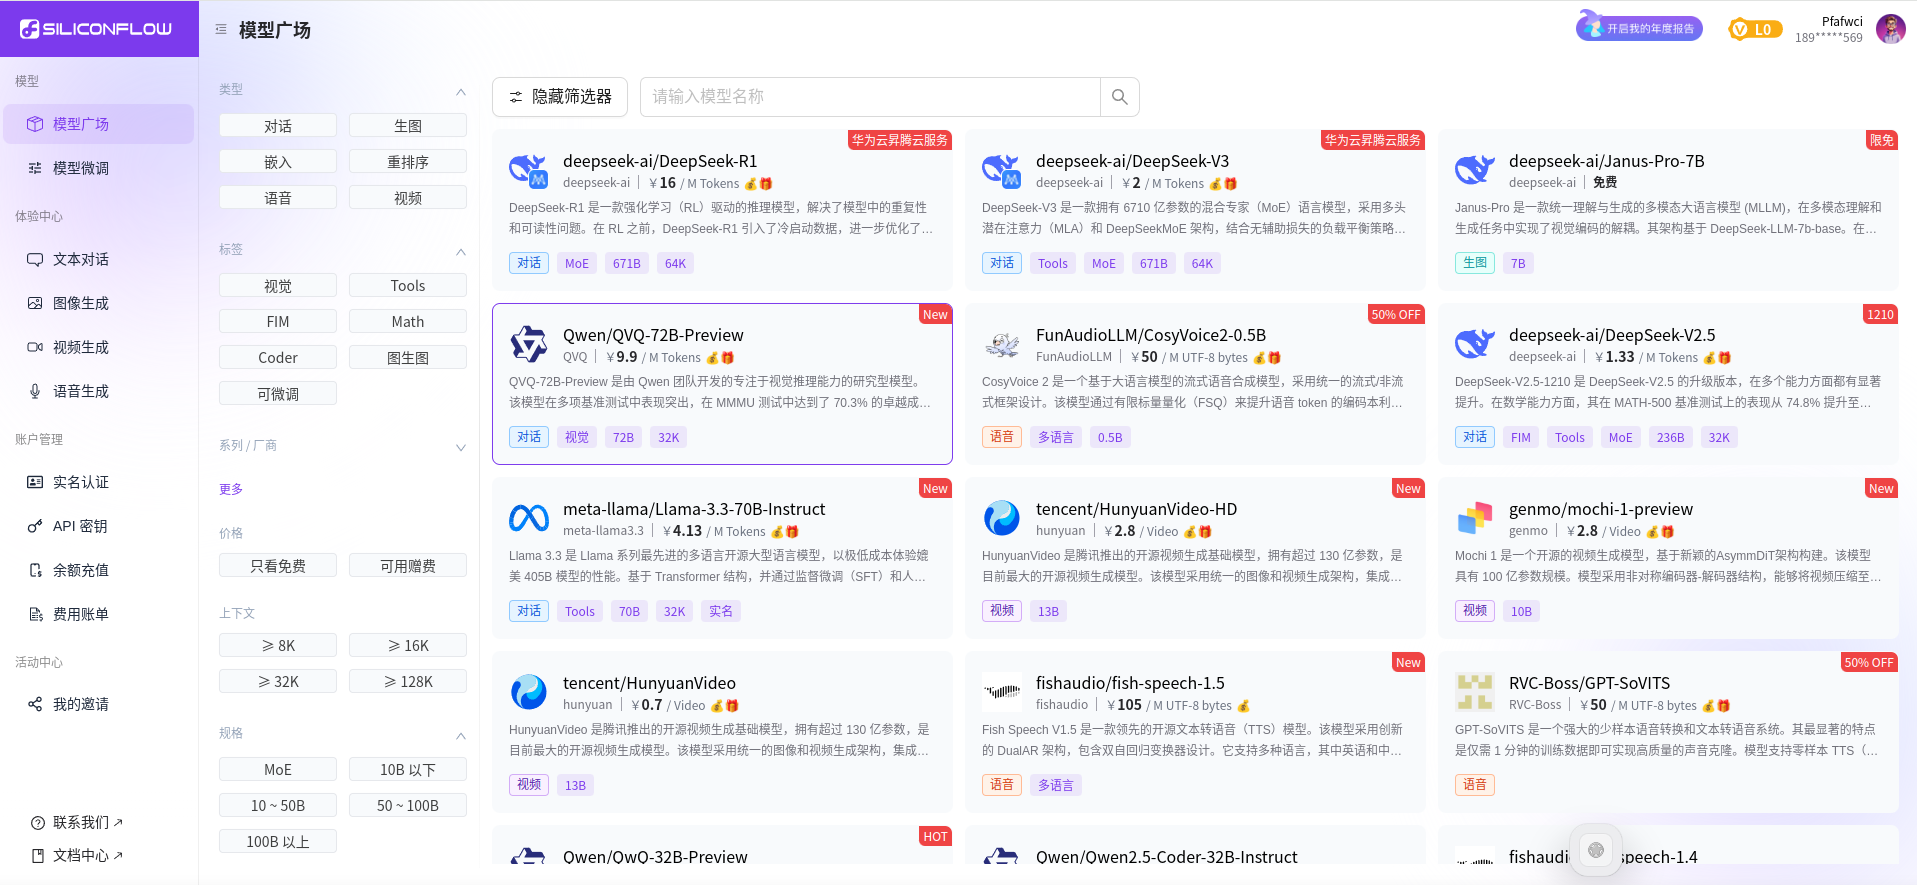 SILICONFLOW
模型广场
开启我的年度报告
L0
Pfafwci
189*****569
模型
模型广场
模型微调
体验中心
文本对话
图像生成
视频生成
语音生成
账户管理
实名认证
API 密钥
余额充值
费用账单
活动中心
我的邀请
联系我们
文档中心
类型
对话
生图
嵌入
重排序
语音
视频
标签
视觉
Tools
FIM
Math
Coder
图生图
可微调
系列 / 厂商
更多
价格
只看免费
可用赠费
上下文
⩾ 8K
⩾ 16K
⩾ 32K
⩾ 128K
规格
MoE
10B 以下
10 ~ 50B
50 ~ 100B
100B 以上
隐藏筛选器
请输入模型名称
华为云昇腾云服务
deepseek-ai/DeepSeek-R1
deepseek-ai ￥16 / M Tokens
DeepSeek-R1 是一款强化学习（RL）驱动的推理模型，解决了模型中的重复性
和可读性问题。在 RL 之前，DeepSeek-R1 引入了冷启动数据，进一步优化了…
对话 MoE 671B 64K
华为云昇腾云服务
deepseek-ai/DeepSeek-V3
deepseek-ai ￥2 / M Tokens
DeepSeek-V3 是一款拥有 6710 亿参数的混合专家（MoE）语言模型，采用多头
潜在注意力（MLA）和 DeepSeekMoE 架构，结合无辅助损失的负载平衡策略…
对话 Tools MoE 671B 64K
限免
deepseek-ai/Janus-Pro-7B
deepseek-ai 免费
Janus-Pro 是一款统一理解与生成的多模态大语言模型 (MLLM)，在多模态理解和
生成任务中实现了视觉编码的解耦。其架构基于 DeepSeek-LLM-7b-base。在…
生图 7B
New
Qwen/QVQ-72B-Preview
QVQ ￥9.9 / M Tokens
QVQ-72B-Preview 是由 Qwen 团队开发的专注于视觉推理能力的研究型模型。
该模型在多项基准测试中表现突出，在 MMMU 测试中达到了 70.3% 的卓越成…
对话 视觉 72B 32K
50% OFF
FunAudioLLM/CosyVoice2-0.5B
FunAudioLLM ￥50 / M UTF-8 bytes
CosyVoice 2 是一个基于大语言模型的流式语音合成模型，采用统一的流式/非流
式框架设计。该模型通过有限标量量化（FSQ）来提升语音 token 的编码本利…
语音 多语言 0.5B
1210
deepseek-ai/DeepSeek-V2.5
deepseek-ai ￥1.33 / M Tokens
DeepSeek-V2.5-1210 是 DeepSeek-V2.5 的升级版本，在多个能力方面都有显著
提升。在数学能力方面，其在 MATH-500 基准测试上的表现从 74.8% 提升至…
对话 FIM Tools MoE 236B 32K
New
meta-llama/Llama-3.3-70B-Instruct
meta-llama3.3 ￥4.13 / M Tokens
Llama 3.3 是 Llama 系列最先进的多语言开源大型语言模型，以极低成本体验媲
美 405B 模型的性能。基于 Transformer 结构，并通过监督微调（SFT）和人…
对话 Tools 70B 32K 实名
New
tencent/HunyuanVideo-HD
hunyuan ￥2.8 / Video
HunyuanVideo 是腾讯推出的开源视频生成基础模型，拥有超过 130 亿参数，是
目前最大的开源视频生成模型。该模型采用统一的图像和视频生成架构，集成…
视频 13B
New
genmo/mochi-1-preview
genmo ￥2.8 / Video
Mochi 1 是一个开源的视频生成模型，基于新颖的AsymmDiT架构构建。该模型
具有 100 亿参数规模。模型采用非对称编码器-解码器结构，能够将视频压缩至…
视频 10B
tencent/HunyuanVideo
hunyuan ￥0.7 / Video
HunyuanVideo 是腾讯推出的开源视频生成基础模型，拥有超过 130 亿参数，是
目前最大的开源视频生成模型。该模型采用统一的图像和视频生成架构，集成…
视频 13B
New
fishaudio/fish-speech-1.5
fishaudio ￥105 / M UTF-8 bytes
Fish Speech V1.5 是一款领先的开源文本转语音（TTS）模型。该模型采用创新
的 DualAR 架构，包含双自回归变换器设计。它支持多种语言，其中英语和中…
语音 多语言
50% OFF
RVC-Boss/GPT-SoVITS
RVC-Boss ￥50 / M UTF-8 bytes
GPT-SoVITS 是一个强大的少样本语音转换和文本转语音系统。其最显著的特点
是仅需 1 分钟的训练数据即可实现高质量的声音克隆。模型支持零样本 TTS（…
语音
HOT
Qwen/QwQ-32B-Preview
Qwen/Qwen2.5-Coder-32B-Instruct
fishaudi speech-1.4